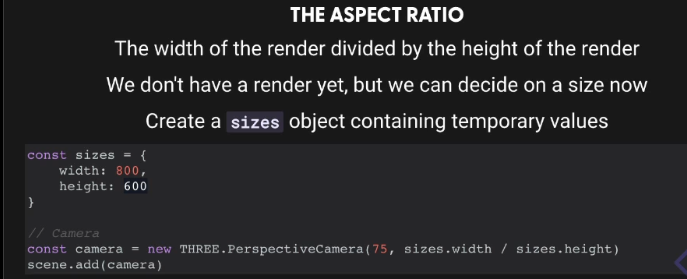 THE ASPECT RATIO
The width of the render divided by the height of the render
We don't have a render yet, but we can decide on a size now
Create a sizes object containing temporary values
const sizes = {
    width: 800,
    height: 600
}
// Camera
const camera = new THREE.PerspectiveCamera(75, sizes.width / sizes.height)
scene.add(camera)